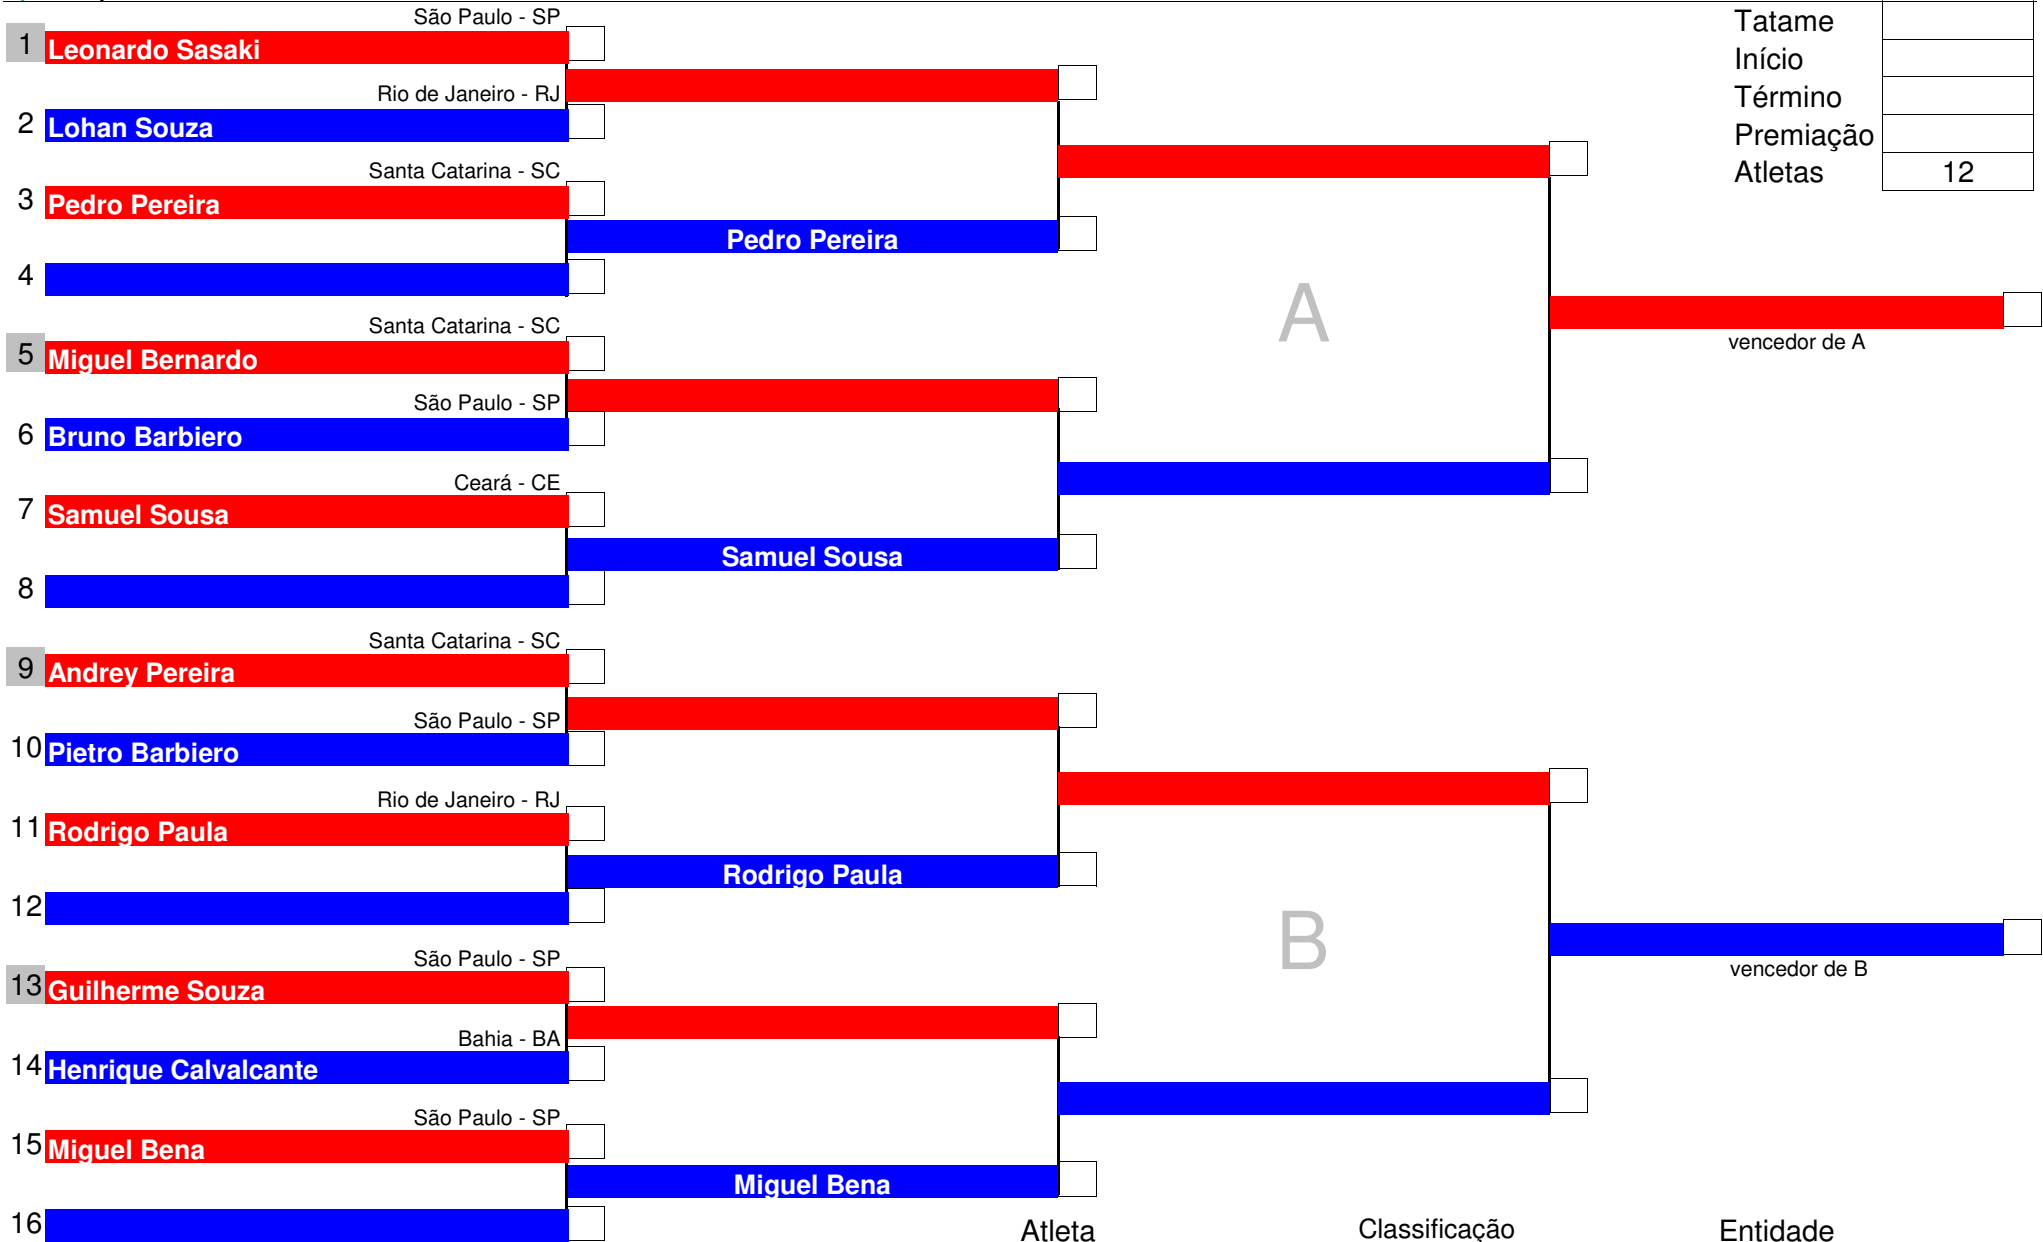 São Paulo - SP
1 Leonardo Sasaki
Rio de Janeiro - RJ
2 Lohan Souza
Santa Catarina - SC
3 Pedro Pereira
Pedro Pereira
4
Santa Catarina - SC
5 Miguel Bernardo
São Paulo - SP
6 Bruno Barbiero
Ceará - CE
7 Samuel Sousa
Samuel Sousa
8
Santa Catarina - SC
9 Andrey Pereira
São Paulo - SP
10 Pietro Barbiero
Rio de Janeiro - RJ
11 Rodrigo Paula
Rodrigo Paula
12
São Paulo - SP
13 Guilherme Souza
Bahia - BA
14 Henrique Calvalcante
São Paulo - SP
15 Miguel Bena
Miguel Bena
16
A
B
Tatame
Início
Término
Premiação
Atletas 12
vencedor de A
vencedor de B
Atleta Classificação Entidade